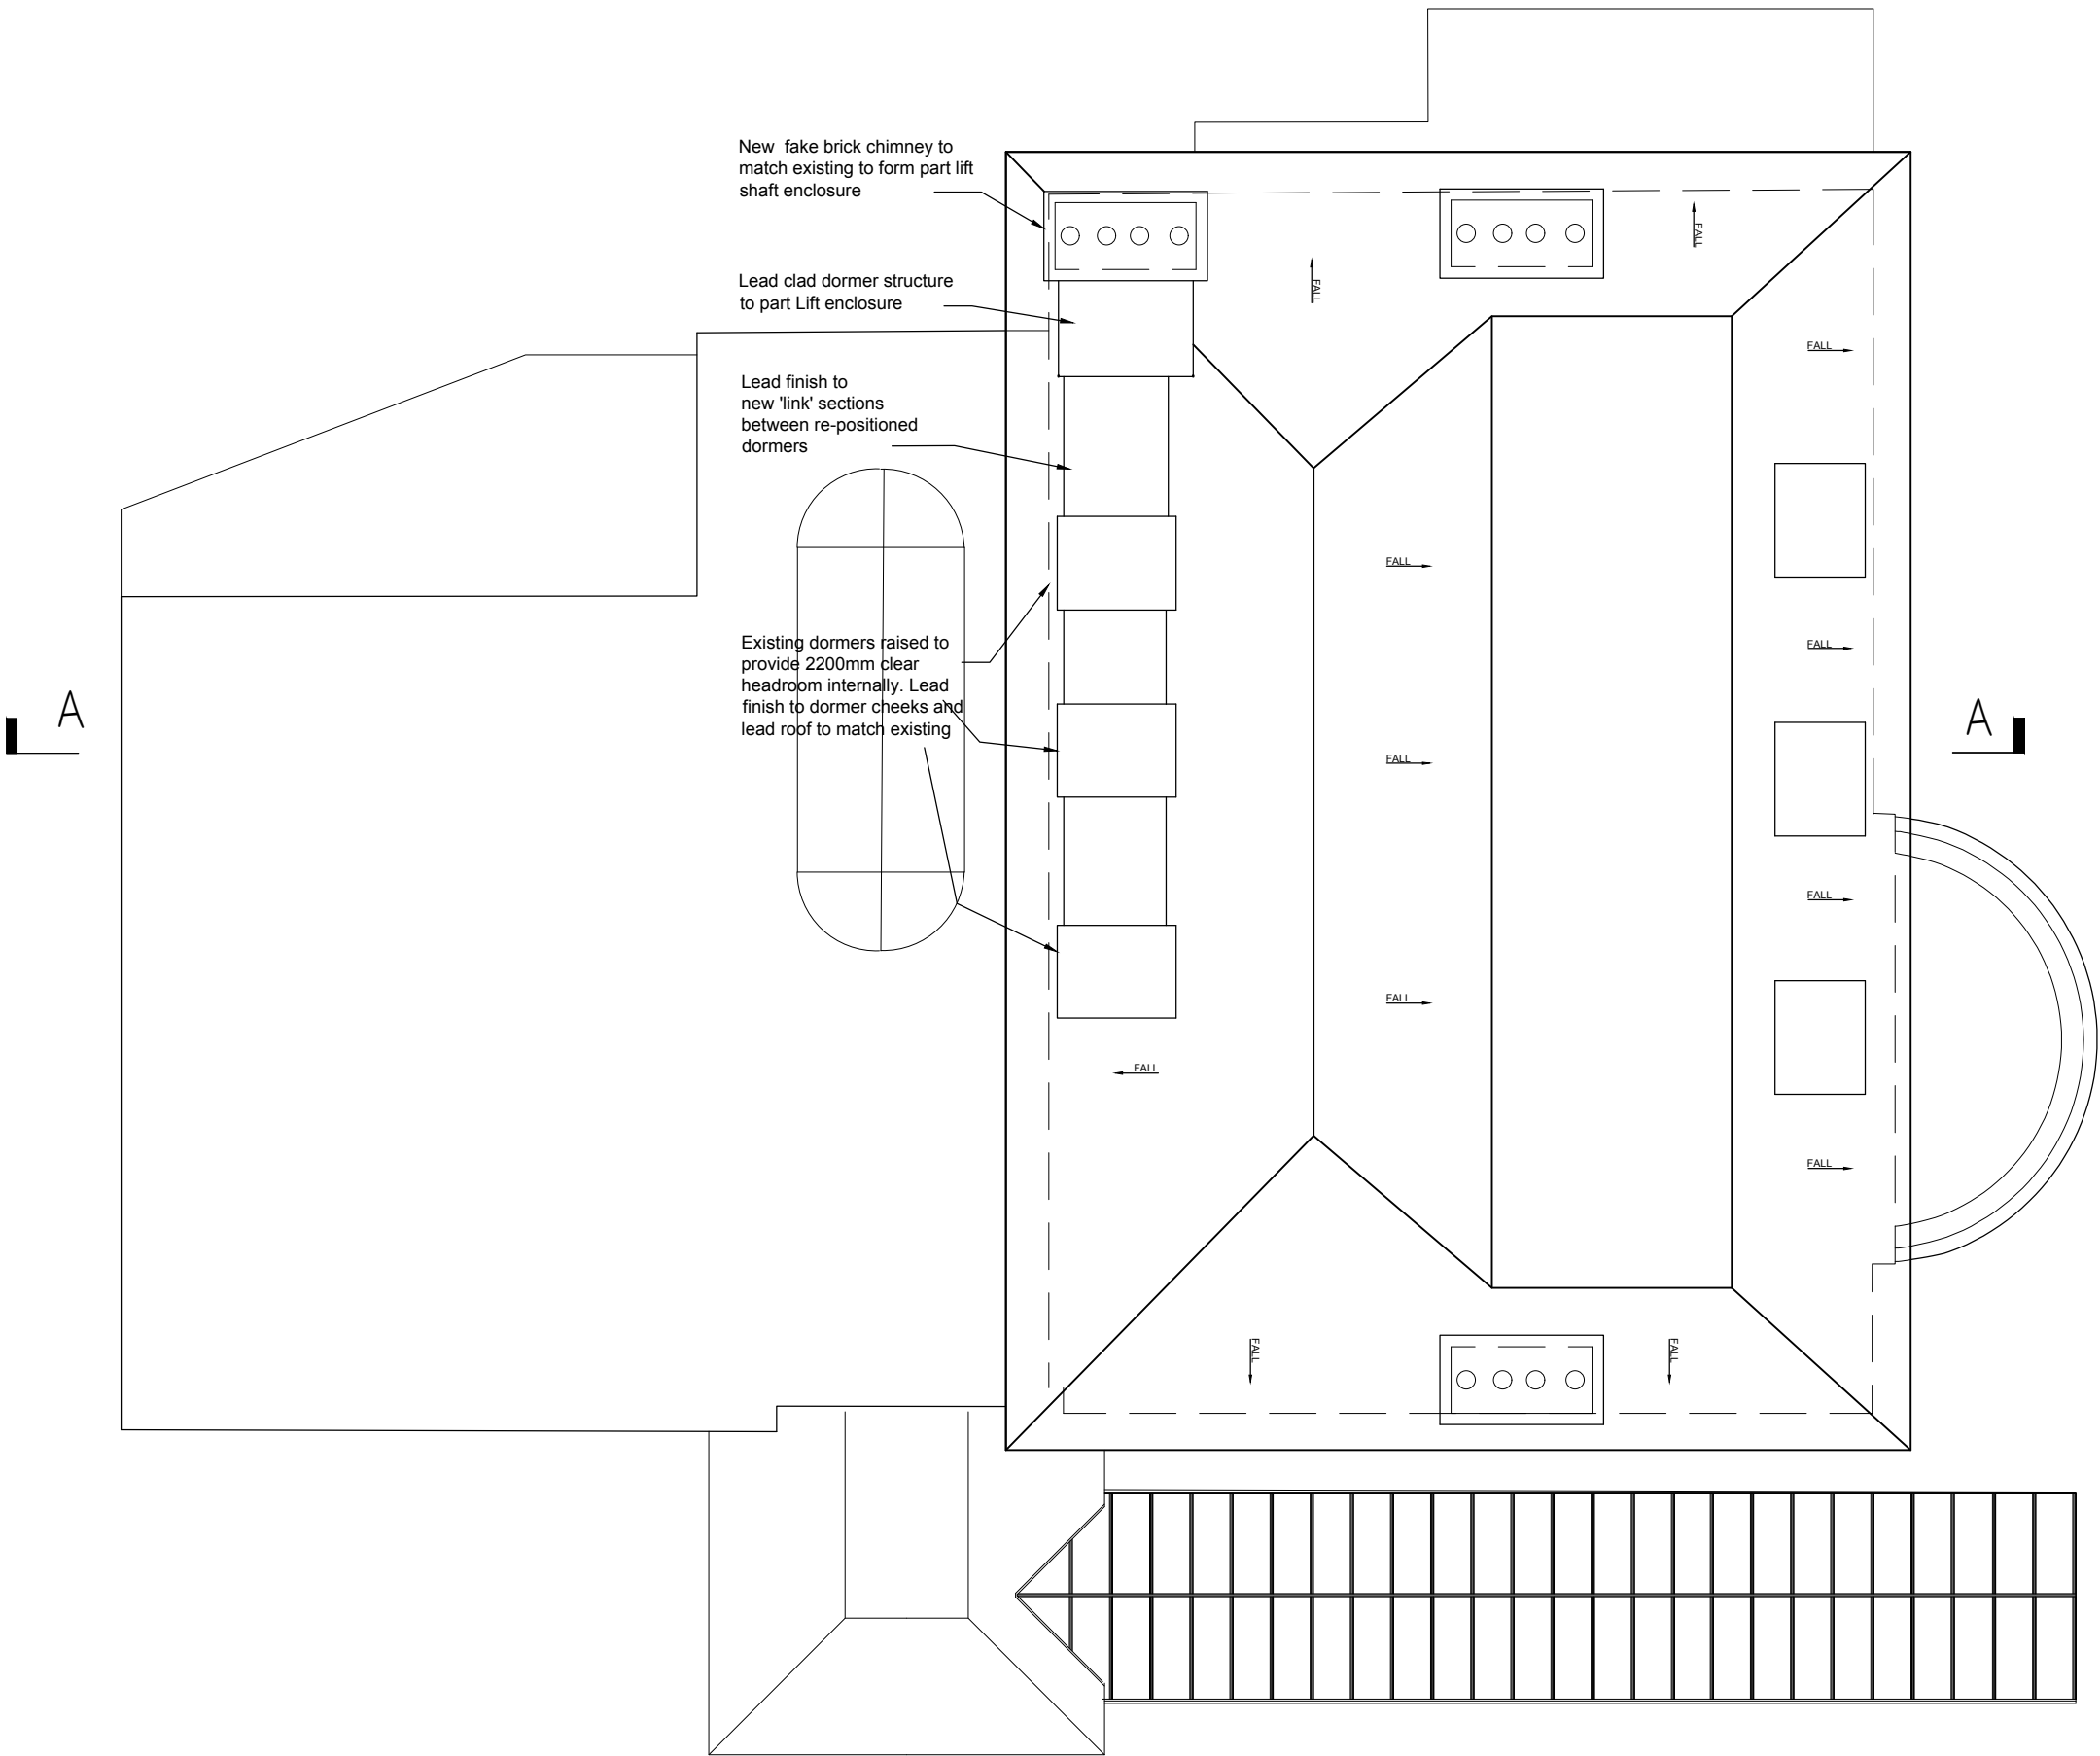 New fake brick chimney to
match existing to form part lift
shaft enclosure
FALL
FALL
Lead clad dormer structure
to part Lift enclosure
FALL
Lead finish to
new 'link' sections
between re-positioned
dormers
FALL
Existing dormers raised to
provide 2200mm clear
headroom internally. Lead
finish to dormer cheeks and
lead roof to match existing
FALL
A
A
FALL
FALL
FALL
FALL
FALL
FALL
FALL